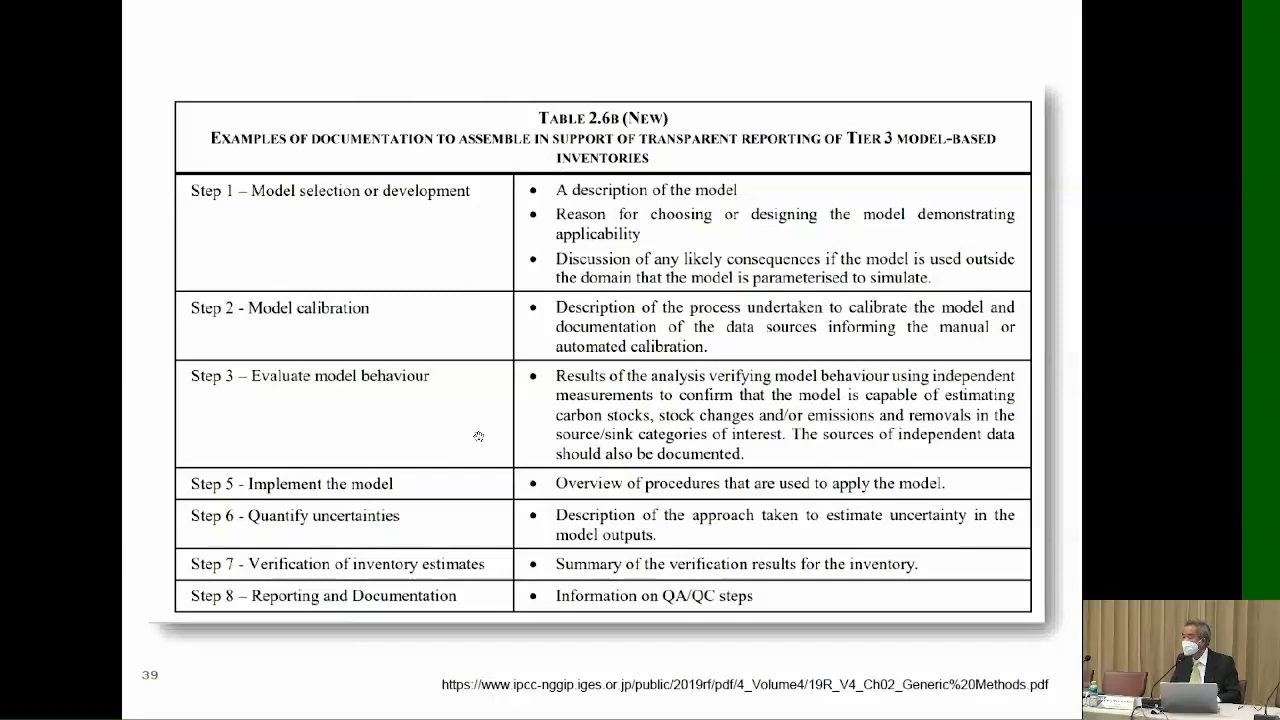 TABLE 2.6B (NEW)
EXAMPLES OF DOCUMENTATION TO ASSEMBLE IN SUPPORT OF TRANSPARENT REPORTING OF TIER 3 MODEL-BASED
INVENTORIES
Step 1 – Model selection or development
• A description of the model
• Reason for choosing or designing the model demonstrating
applicability
• Discussion of any likely consequences if the model is used outside
the domain that the model is parameterised to simulate.
Step 2 - Model calibration
• Description of the process undertaken to calibrate the model and
documentation of the data sources informing the manual or
automated calibration.
Step 3 – Evaluate model behaviour
• Results of the analysis verifying model behaviour using independent
measurements to confirm that the model is capable of estimating
carbon stocks, stock changes and/or emissions and removals in the
source/sink categories of interest. The sources of independent data
should also be documented.
Step 5 - Implement the model
• Overview of procedures that are used to apply the model.
Step 6 - Quantify uncertainties
• Description of the approach taken to estimate uncertainty in the
model outputs.
Step 7 - Verification of inventory estimates
• Summary of the verification results for the inventory.
Step 8 – Reporting and Documentation
• Information on QA/QC steps
39
https://www.ipcc-nggip.iges.or.jp/public/2019rf/pdf/4_Volume4/19R_V4_Ch02_Generic%20Methods.pdf